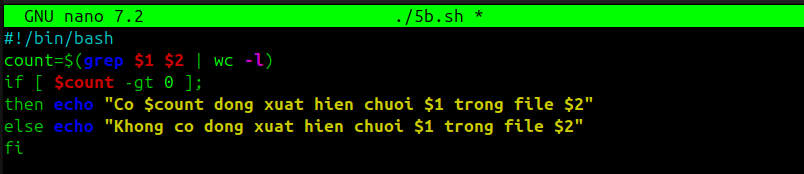 GNU nano 7.2 ./5b.sh *
#!/bin/bash
count=$(grep $1 $2 | wc -l)
if [ $count -gt 0 ];
then echo "Co $count dong xuat hien chuoi $1 trong file $2"
else echo "Khong co dong xuat hien chuoi $1 trong file $2"
fi